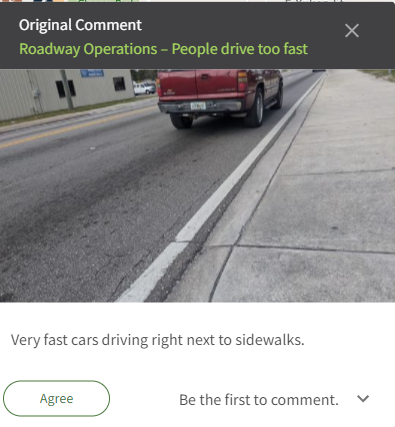 Original Comment
Roadway Operations – People drive too fast
Very fast cars driving right next to sidewalks.
Agree
Be the first to comment.